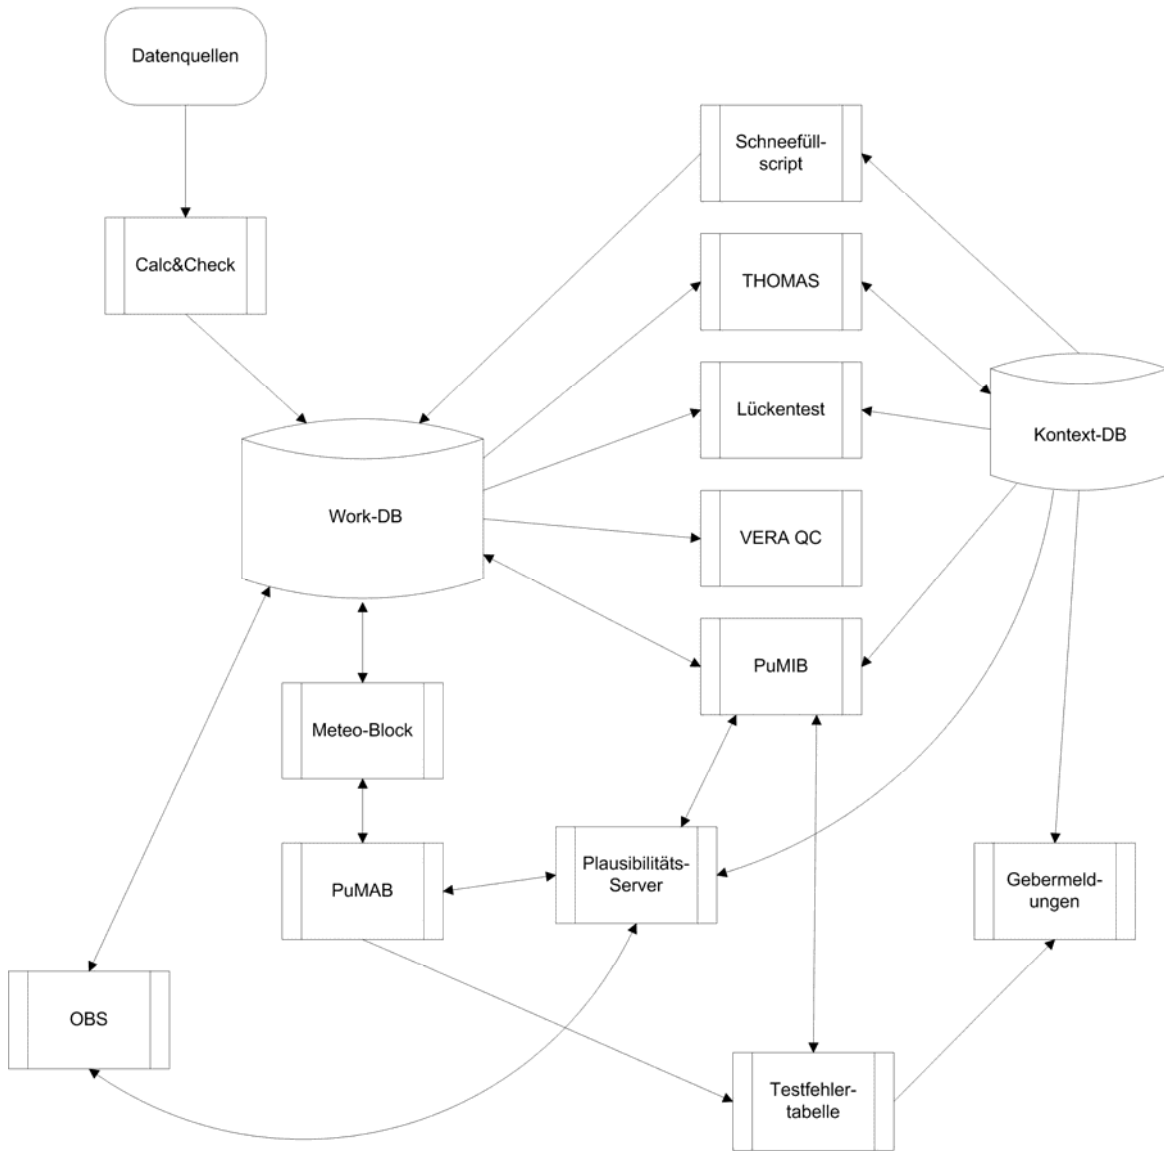 Datenquellen
Schneefüll-
script
Calc&Check
THOMAS
Lückentest
Kontext-DB
Work-DB
VERA QC
PuMIB
Meteo-Block
Plausibilitäts-
Server
PuMAB
Gebermeld-
ungen
OBS
Testfehler-
tabelle